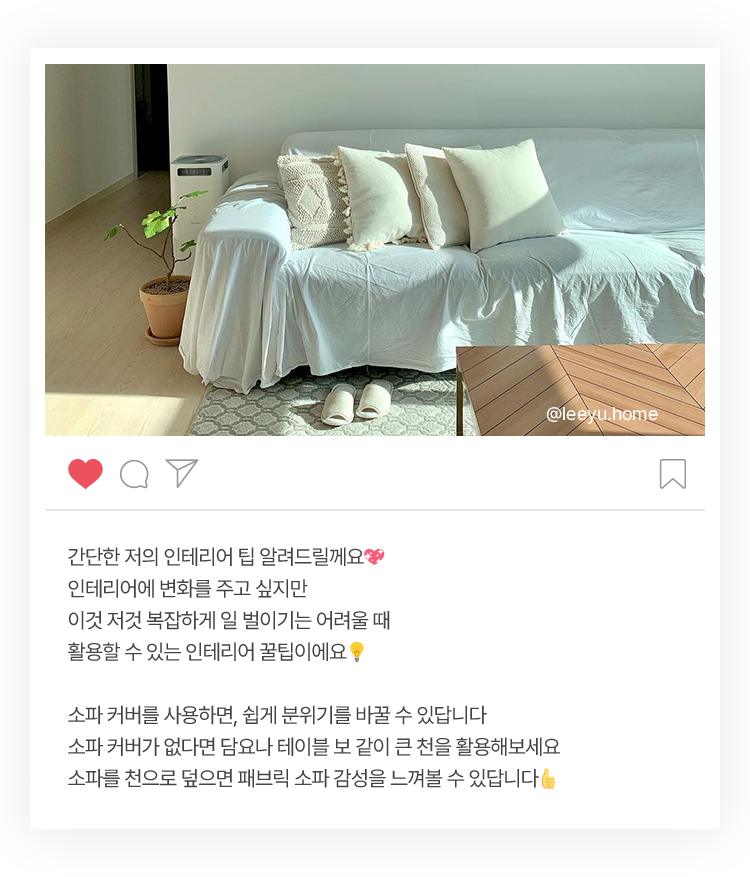 @leeyu.home
간단한 저의 인테리어 팁 알려드릴께요💖
인테리어에 변화를 주고 싶지만
이것 저것 복잡하게 일 벌이기는 어려울 때
활용할 수 있는 인테리어 꿀팁이에요💡
소파 커버를 사용하면, 쉽게 분위기를 바꿀 수 있답니다
소파 커버가 없다면 담요나 테이블 보 같이 큰 천을 활용해보세요
소파를 천으로 덮으면 패브릭 소파 감성을 느껴볼 수 있답니다👍